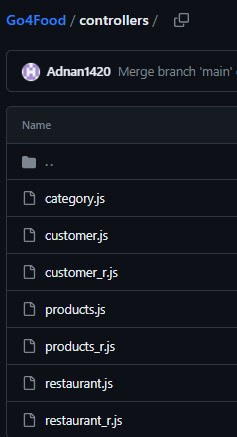 Go4Food / controllers /
Adnan1420 Merge branch 'main'
Name
..
category.js
customer.js
customer_r.js
products.js
products_r.js
restaurant.js
restaurant_r.js